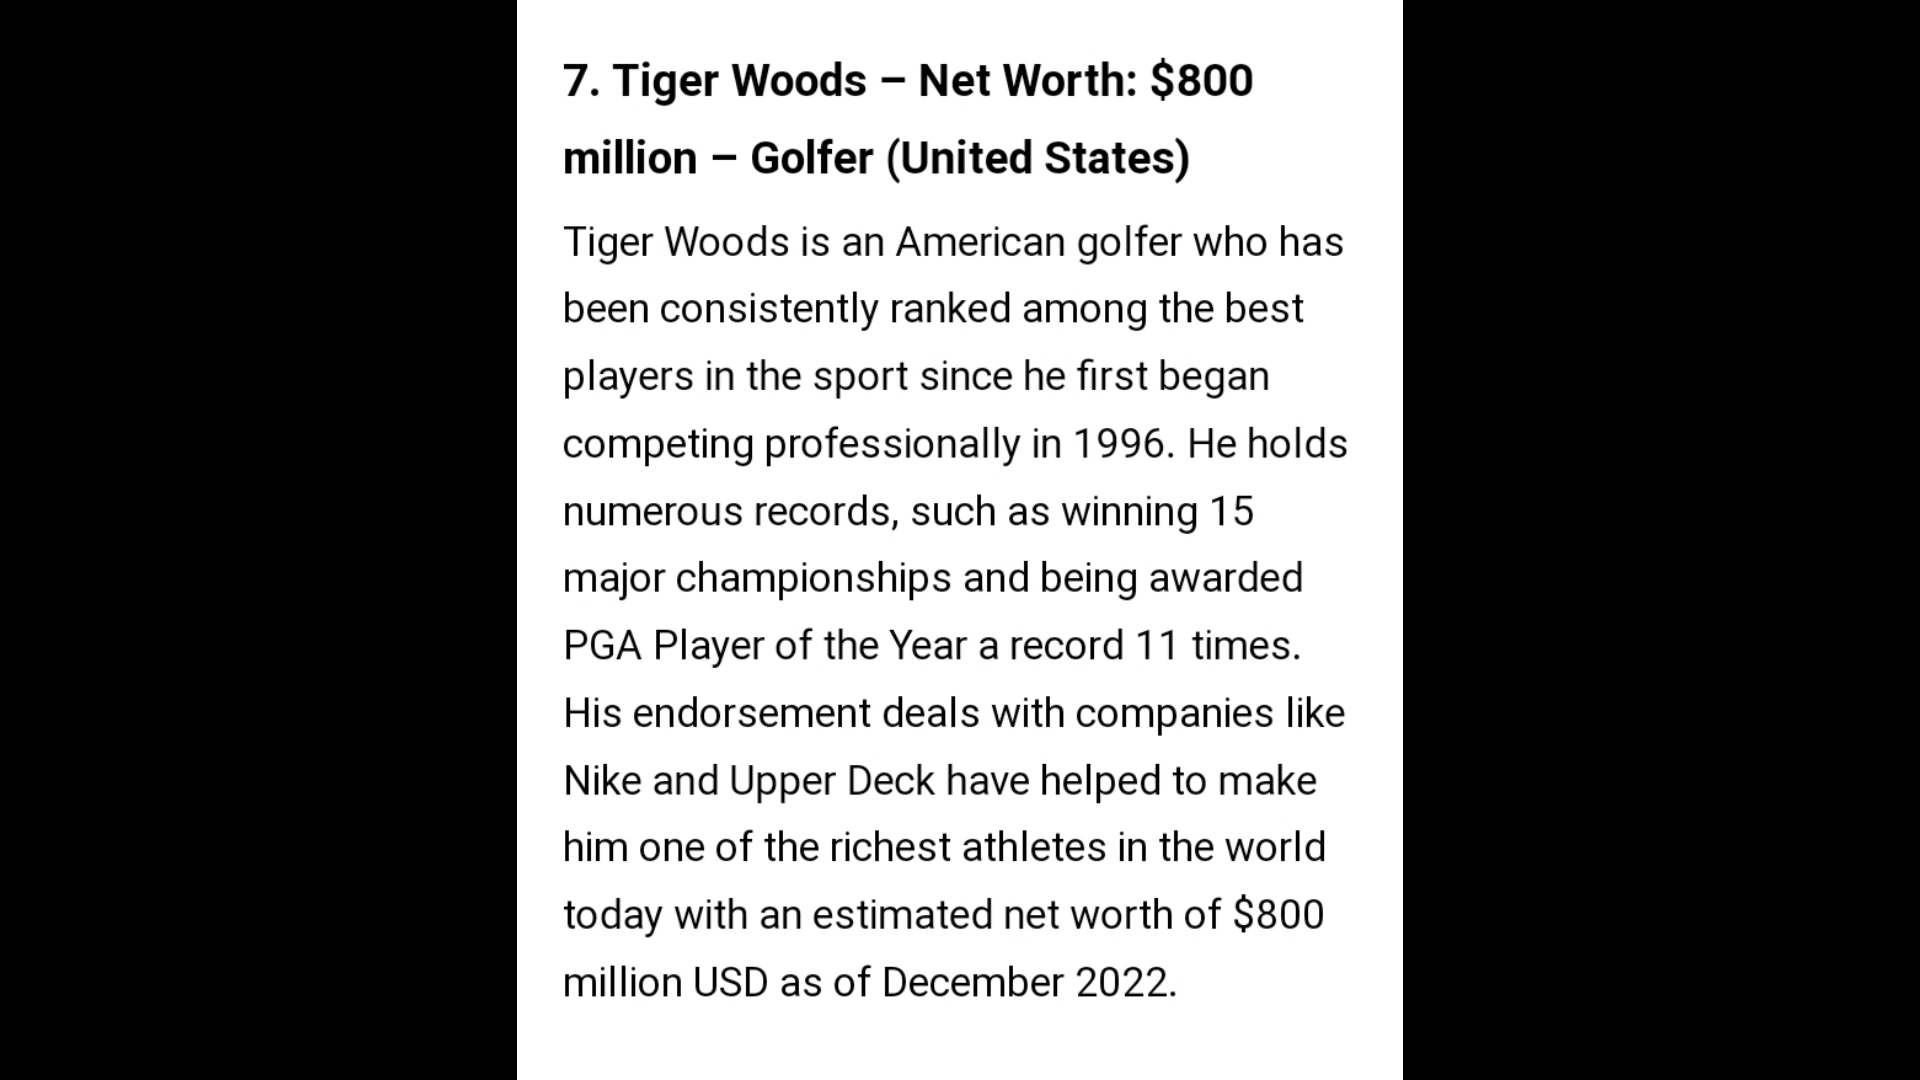 7. Tiger Woods – Net Worth: $800
million – Golfer (United States)
Tiger Woods is an American golfer who has
been consistently ranked among the best
players in the sport since he first began
competing professionally in 1996. He holds
numerous records, such as winning 15
major championships and being awarded
PGA Player of the Year a record 11 times.
His endorsement deals with companies like
Nike and Upper Deck have helped to make
him one of the richest athletes in the world
today with an estimated net worth of $800
million USD as of December 2022.